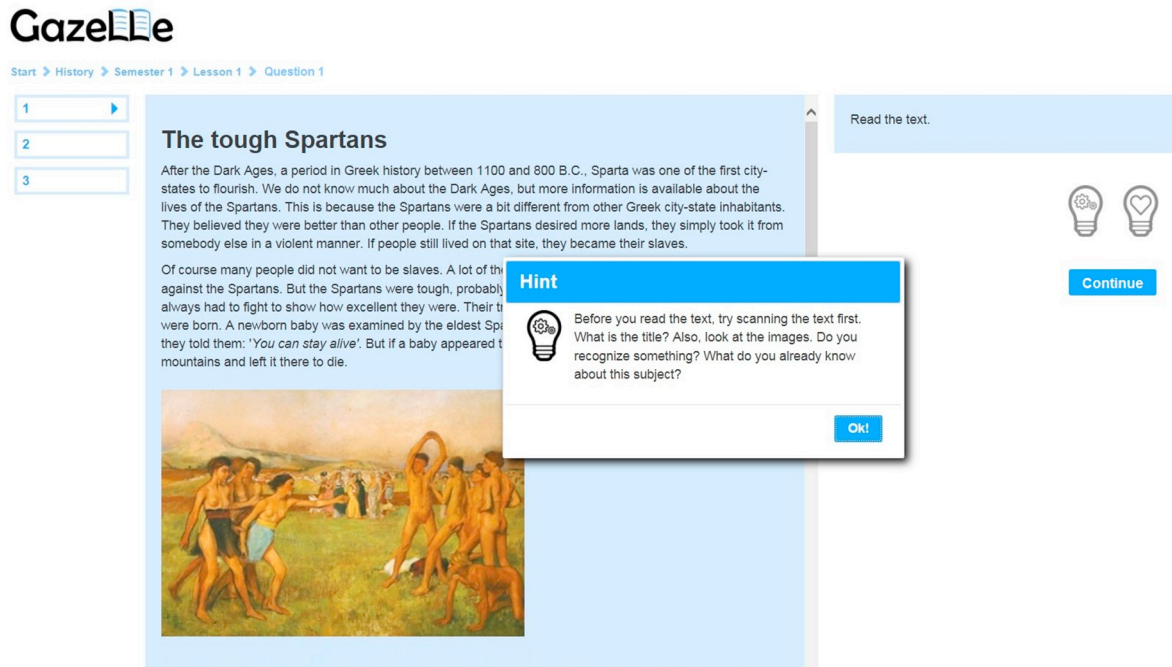 Gazelle
Start > History > Semester 1 > Lesson 1 > Question 1
1
2
3
The tough Spartans
After the Dark Ages, a period in Greek history between 1100 and 800 B.C., Sparta was one of the first city-
states to flourish. We do not know much about the Dark Ages, but more information is available about the
lives of the Spartans. This is because the Spartans were a bit different from other Greek city-state inhabitants.
They believed they were better than other people. If the Spartans desired more lands, they simply took it from
somebody else in a violent manner. If people still lived on that site, they became their slaves.
Of course many people did not want to be slaves. A lot of
against the Spartans. But the Spartans were tough, probably
always had to fight to show how excellent they were. Their
were born. A newborn baby was examined by the eldest
they told them: 'You can stay alive'. But if a baby appeared
mountains and left it there to die.
Read the text.
Continue
Hint
Before you read the text, try scanning the text first.
What is the title? Also, look at the images. Do you
recognize something? What do you already know
about this subject?
Ok!